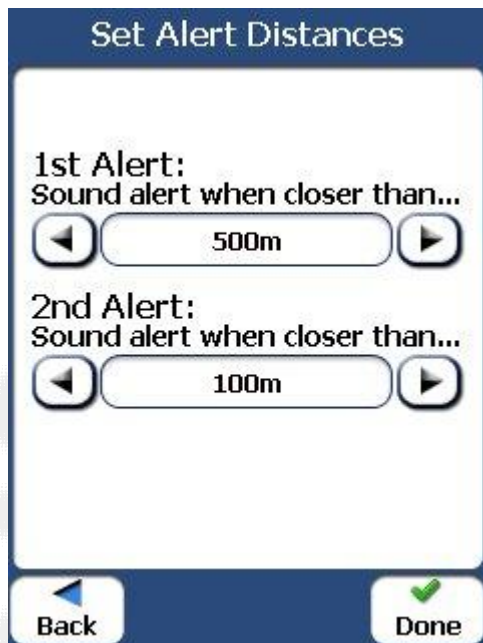 Set Alert Distances
1st Alert:
Sound alert when closer than...
500m
2nd Alert:
Sound alert when closer than...
100m
Back
Done